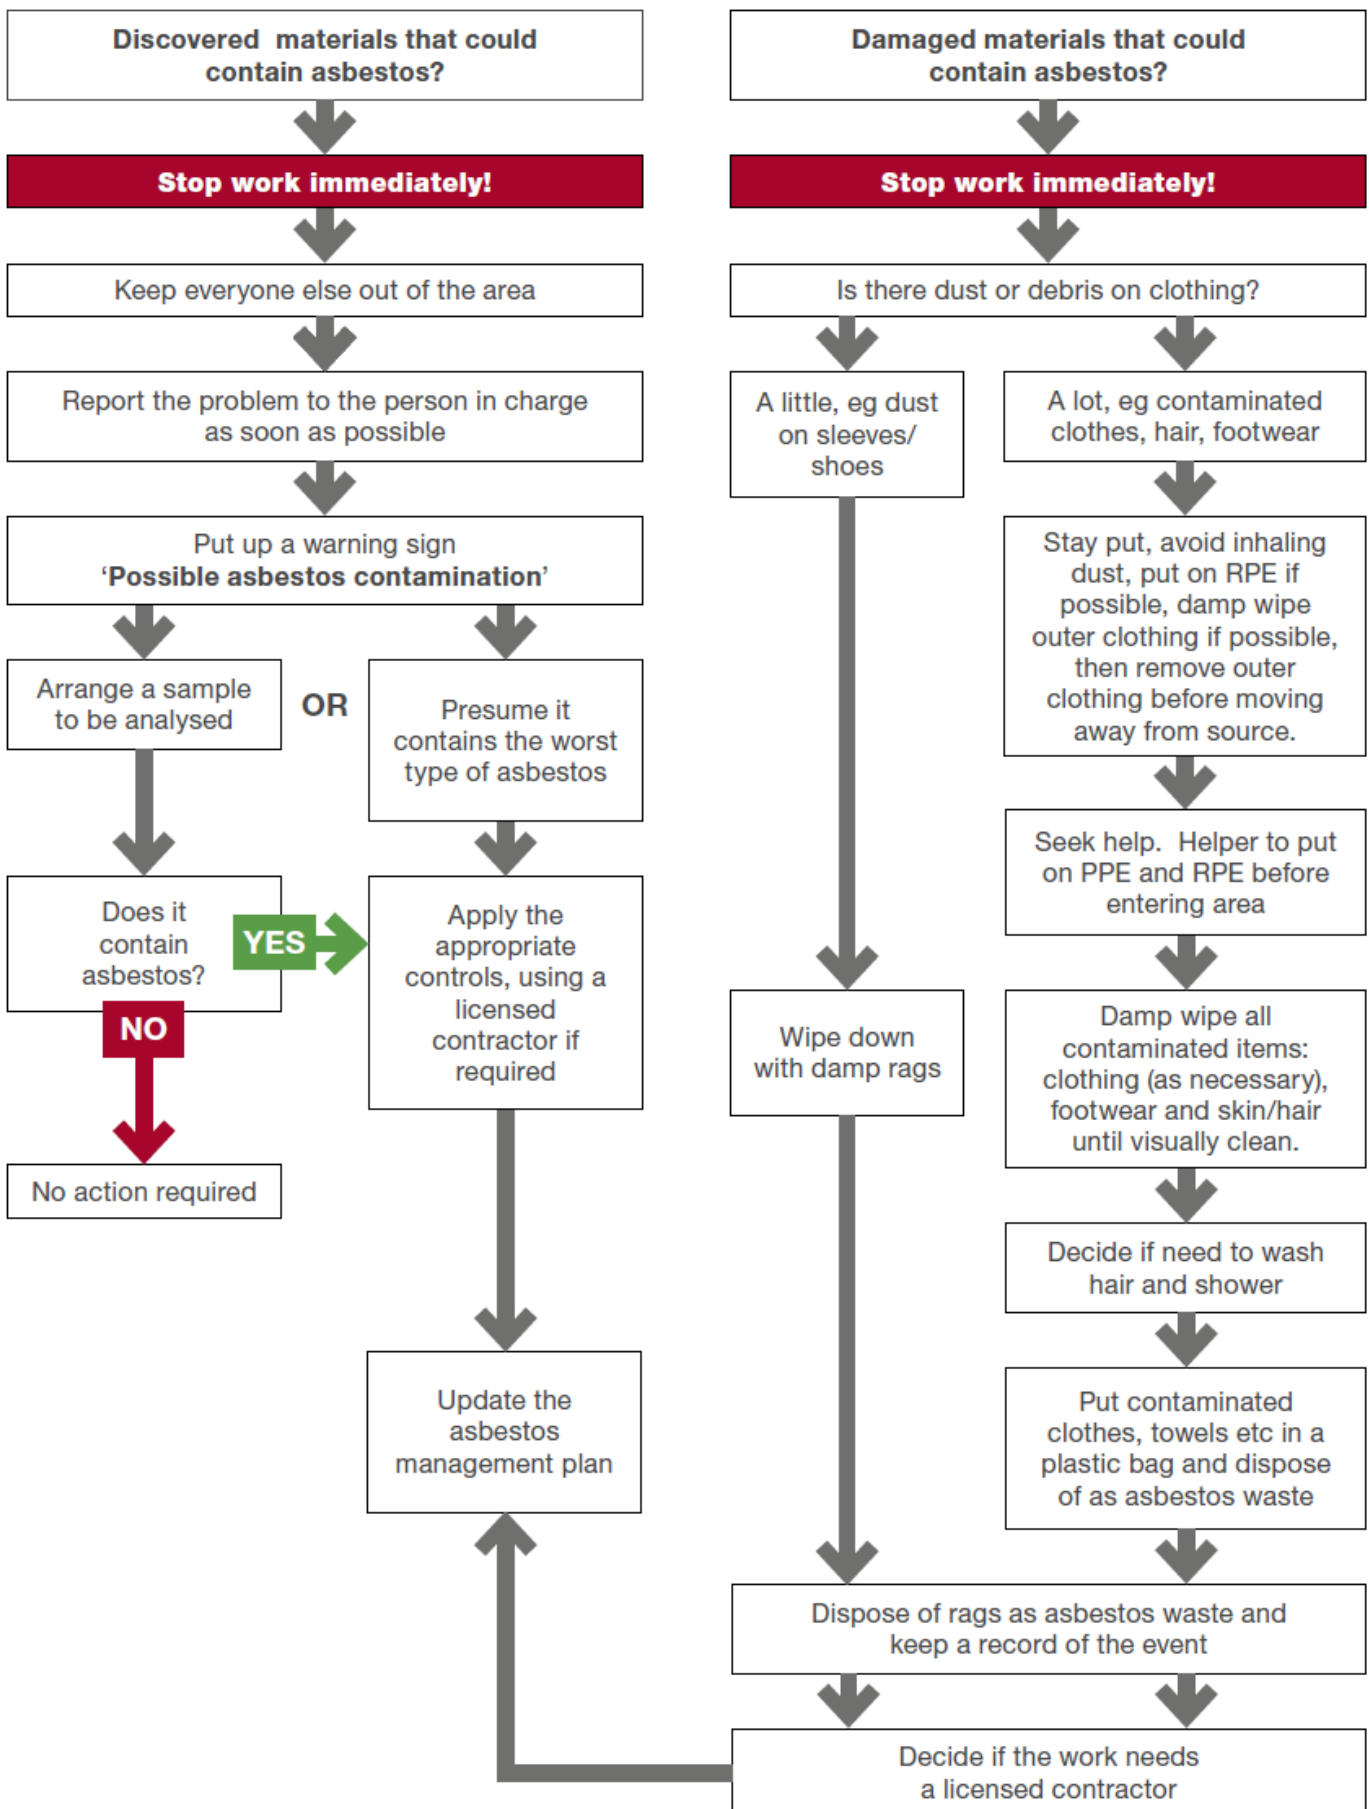 Discovered  materials that could
contain asbestos?
Stop work immediately!
Keep everyone else out of the area
Report the problem to the person in charge
as soon as possible
Put up a warning sign
‘Possible asbestos contamination’
Arrange a sample
to be analysed
OR
Presume it
contains the worst
type of asbestos
Does it
contain
asbestos?
YES
NO
No action required
Apply the
appropriate
controls, using a
licensed
contractor if
required
Update the
asbestos
management plan
Damaged materials that could
contain asbestos?
Stop work immediately!
Is there dust or debris on clothing?
A little, eg dust
on sleeves/
shoes
Wipe down
with damp rags
A lot, eg contaminated
clothes, hair, footwear
Stay put, avoid inhaling
dust, put on RPE if
possible, damp wipe
outer clothing if possible,
then remove outer
clothing before moving
away from source.
Seek help.  Helper to put
on PPE and RPE before
entering area
Damp wipe all
contaminated items:
clothing (as necessary),
footwear and skin/hair
until visually clean.
Decide if need to wash
hair and shower
Put contaminated
clothes, towels etc in a
plastic bag and dispose
of as asbestos waste
Dispose of rags as asbestos waste and
keep a record of the event
Decide if the work needs
a licensed contractor